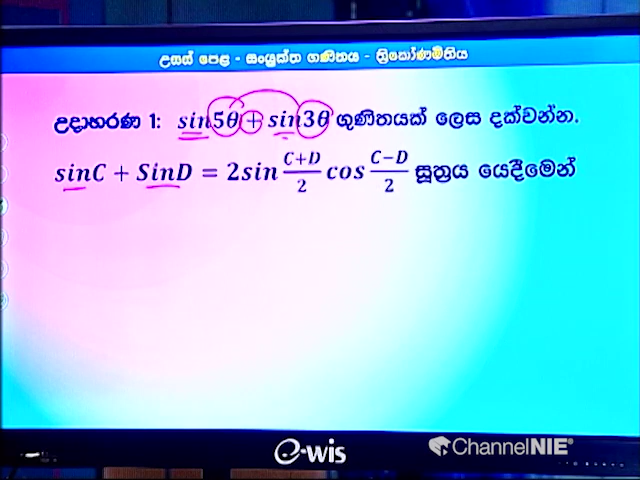 උසස් පෙළ - සංයුක්ත ගණිතය - ත්‍රිකෝණමිතිය
උදාහරණ 1: sin5θ + sin3θ ගුණිතයක් ලෙස දක්වන්න.
sinC + SinD = 2sin (C+D)/2 cos (C−D)/2 සූත්‍රය යෙදීමෙන්
e-wis
ChannelNIE